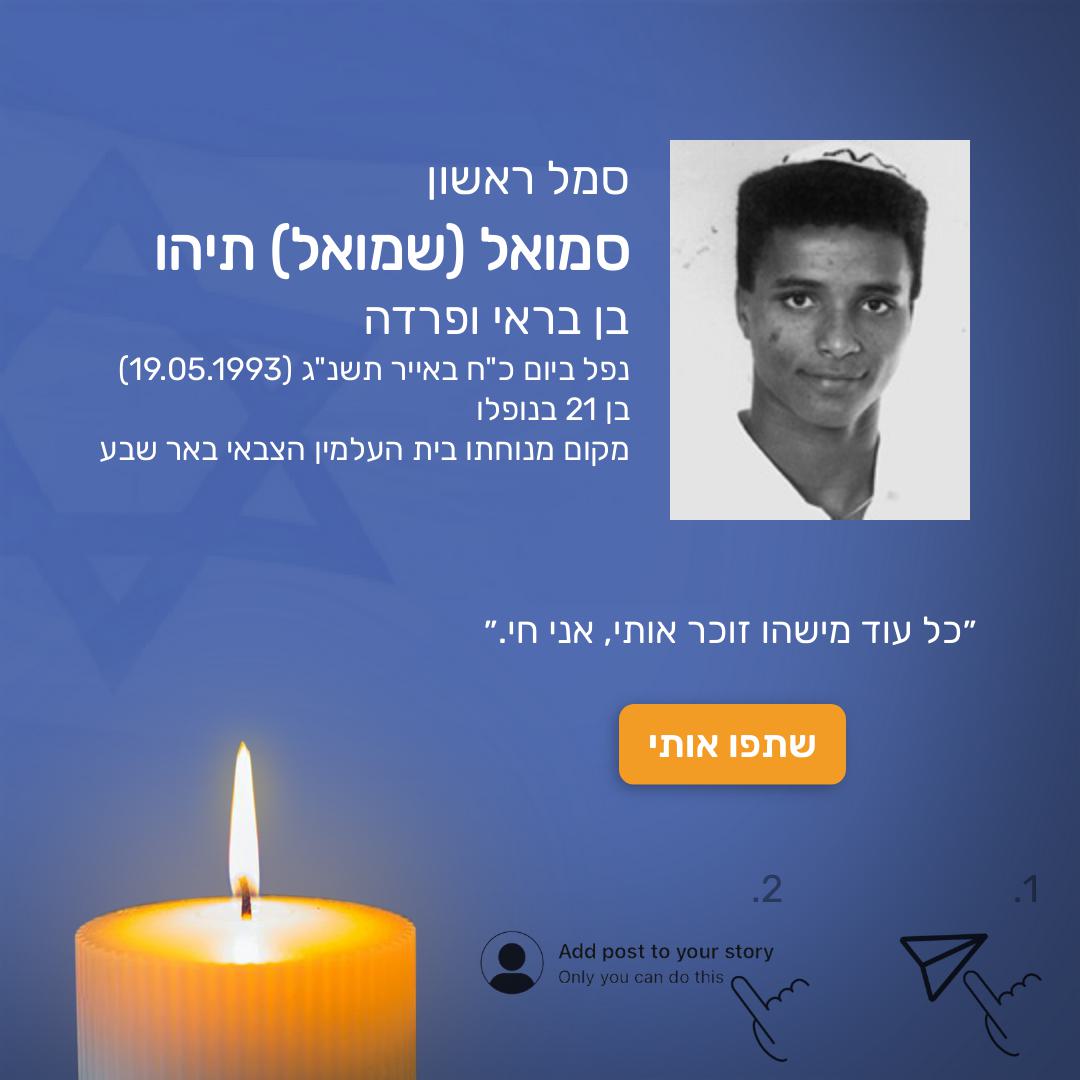 סמל ראשון
סמואל (שמואל) תיהו
בן בראי ופרדה
נפל ביום כ"ח באייר תשנ"ג (19.05.1993)
בן 21 בנופלו
מקום מנוחתו בית העלמין הצבאי באר שבע
״כל עוד מישהו זוכר אותי, אני חי.״
שתפו אותי
.1
.2
Add post to your story
Only you can do this